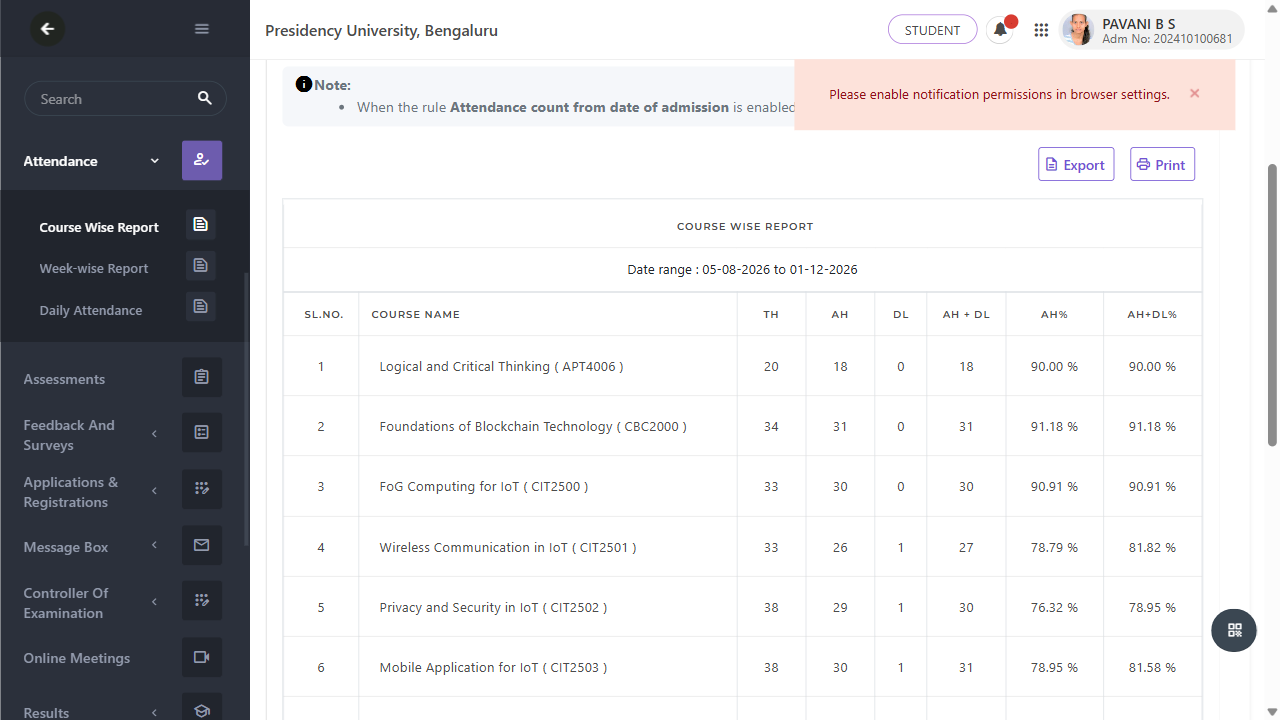 Presidency University, Bengaluru
STUDENT
PAVANI B S
Adm No: 202410100681
Search
Attendance
Course Wise Report
Week-wise Report
Daily Attendance
Assessments
Feedback And
Surveys
Applications &
Registrations
Message Box
Controller Of
Examination
Online Meetings
Results
Note:
When the rule Attendance count from date of admission is enabled
Please enable notification permissions in browser settings.
Export
Print
COURSE WISE REPORT
Date range : 05-08-2026 to 01-12-2026
SL.NO. COURSE NAME TH AH DL AH + DL AH% AH+DL%
1 Logical and Critical Thinking ( APT4006 ) 20 18 0 18 90.00 % 90.00 %
2 Foundations of Blockchain Technology ( CBC2000 ) 34 31 0 31 91.18 % 91.18 %
3 FoG Computing for IoT ( CIT2500 ) 33 30 0 30 90.91 % 90.91 %
4 Wireless Communication in IoT ( CIT2501 ) 33 26 1 27 78.79 % 81.82 %
5 Privacy and Security in IoT ( CIT2502 ) 38 29 1 30 76.32 % 78.95 %
6 Mobile Application for IoT ( CIT2503 ) 38 30 1 31 78.95 % 81.58 %